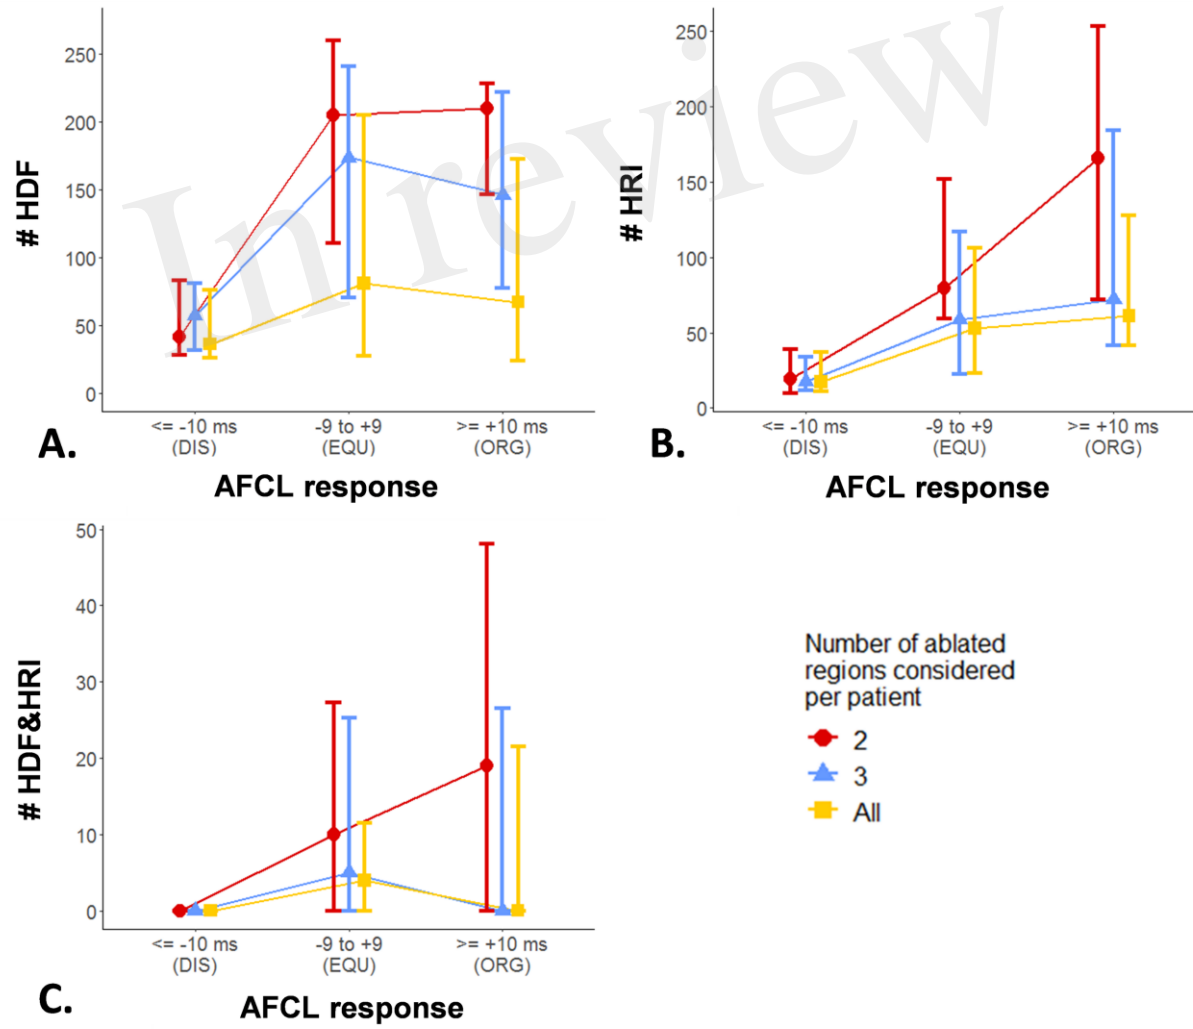 250
200
150
100
50
0
# HDF
<= -10 ms
(DIS)
-9 to +9
(EQU)
>= +10 ms
(ORG)
A.
AFCL response
250
200
150
100
50
0
# HRI
<= -10 ms
(DIS)
-9 to +9
(EQU)
>= +10 ms
(ORG)
B.
AFCL response
In review
50
40
30
20
10
0
# HDF&HRI
<= -10 ms
(DIS)
-9 to +9
(EQU)
>= +10 ms
(ORG)
C.
AFCL response
Number of ablated
regions considered
per patient
2
3
All